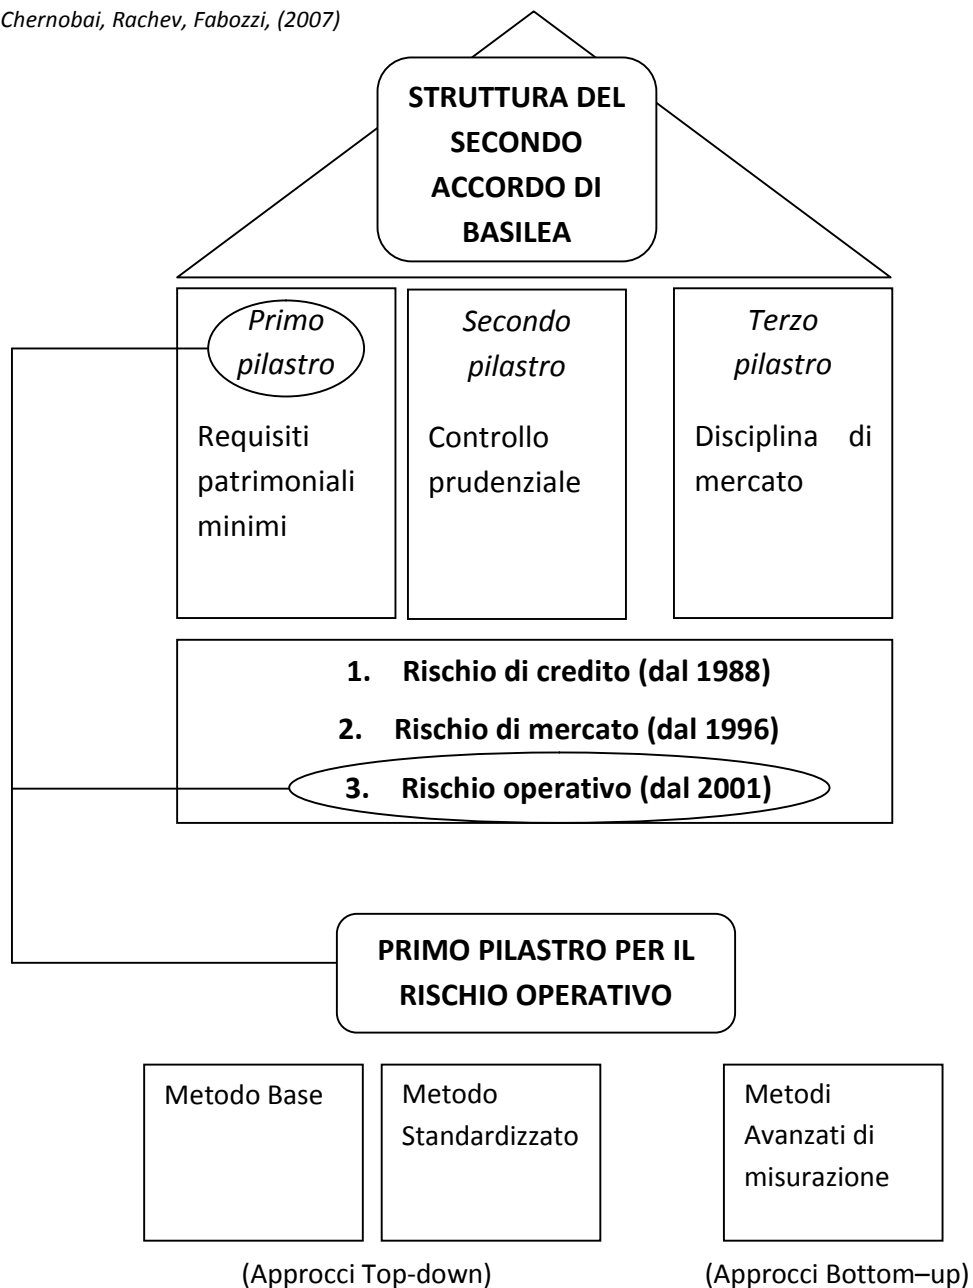 Chernobai, Rachev, Fabozzi, (2007)
STRUTTURA DEL
SECONDO
ACCORDO DI
BASILEA
Primo
pilastro
Requisiti
patrimoniali
minimi
Secondo
pilastro
Controllo
prudenziale
Terzo
pilastro
Disciplina di
mercato
1. Rischio di credito (dal 1988)
2. Rischio di mercato (dal 1996)
3. Rischio operativo (dal 2001)
PRIMO PILASTRO PER IL
RISCHIO OPERATIVO
Metodo Base
Metodo
Standardizzato
Metodi
Avanzati di
misurazione
(Approcci Top-down)
(Approcci Bottom–up)